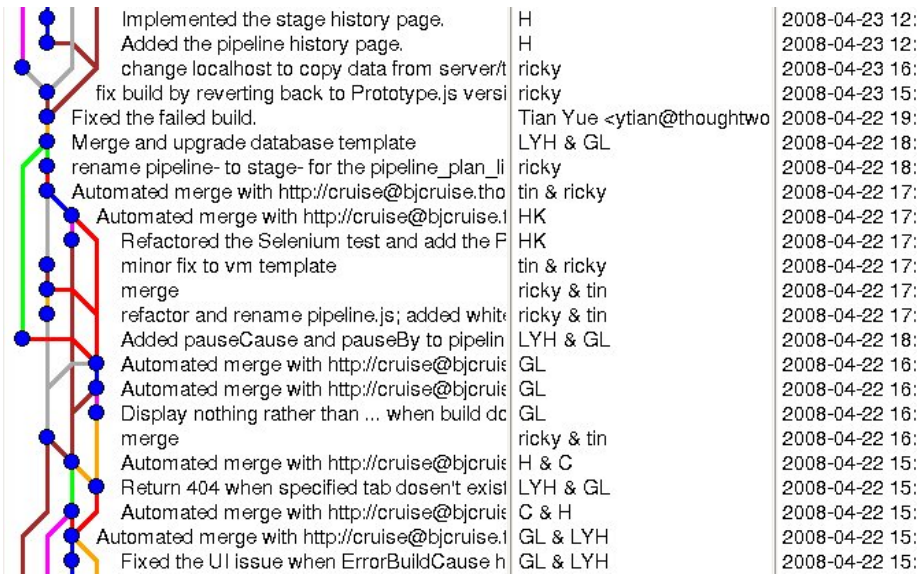 Implemented the stage history page. H 2008-04-23 12:
Added the pipeline history page. H 2008-04-23 12:
change localhost to copy data from server/t ricky 2008-04-23 16:
fix build by reverting back to Prototype.js versi ricky 2008-04-23 15:
Fixed the failed build. Tian Yue <ytian@thoughtwo 2008-04-22 19:
Merge and upgrade database template LYH & GL 2008-04-22 18:
rename pipeline- to stage- for the pipeline_plan_li ricky 2008-04-22 18:
Automated merge with http://cruise@bjcruise.tho tin & ricky 2008-04-22 17:
Automated merge with http://cruise@bjcruise.t HK 2008-04-22 17:
Refactored the Selenium test and add the P HK 2008-04-22 17:
minor fix to vm template tin & ricky 2008-04-22 17:
merge ricky & tin 2008-04-22 17:
refactor and rename pipeline.js; added white ricky & tin 2008-04-22 17:
Added pauseCause and pauseBy to pipelin LYH & GL 2008-04-22 18:
Automated merge with http://cruise@bjcruis GL 2008-04-22 16:
Automated merge with http://cruise@bjcruis GL 2008-04-22 16:
Display nothing rather than ... when build do GL 2008-04-22 16:
merge ricky & tin 2008-04-22 16:
Automated merge with http://cruise@bjcruis H & C 2008-04-22 15:
Return 404 when specified tab dosen't exist LYH & GL 2008-04-22 15:
Automated merge with http://cruise@bjcruis C & H 2008-04-22 15:
Automated merge with http://cruise@bjcruise.t GL & LYH 2008-04-22 15:
Fixed the UI issue when ErrorBuildCause h GL & LYH 2008-04-22 15: